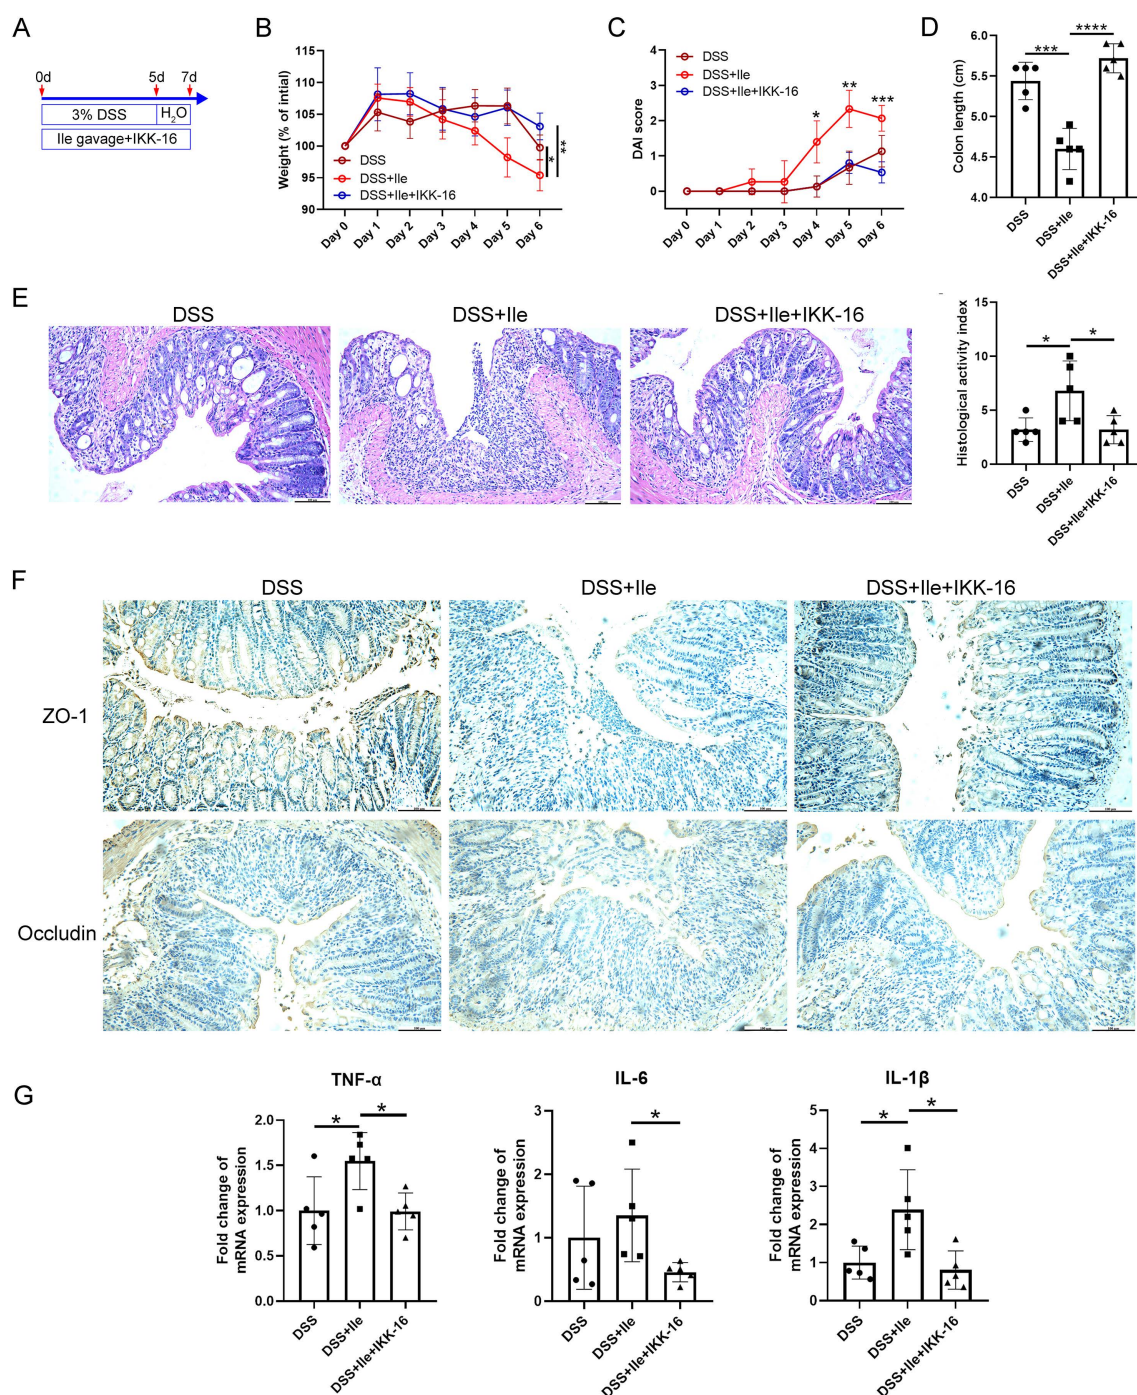 A
0d
5d
7d
3% DSS
H₂O
Ile gavage+IKK-16
B
Weight (% of intial)
115
110
105
100
95
90
DSS
DSS+Ile
DSS+Ile+IKK-16
*
**
Day 0
Day 1
Day 2
Day 3
Day 4
Day 5
Day 6
C
DAI score
4
3
2
1
0
DSS
DSS+Ile
DSS+Ile+IKK-16
*
**
***
Day 0
Day 1
Day 2
Day 3
Day 4
Day 5
Day 6
D
Colon length (cm)
6.0
5.5
5.0
4.5
4.0
***
****
DSS
DSS+Ile
DSS+Ile+IKK-16
E
DSS
DSS+Ile
DSS+Ile+IKK-16
Histological activity index
15
10
5
0
*
*
DSS
DSS+Ile
DSS+Ile+IKK-16
F
DSS
DSS+Ile
DSS+Ile+IKK-16
ZO-1
Occludin
G
TNF-α
Fold change of
mRNA expression
2.0
1.5
1.0
0.5
0.0
*
*
DSS
DSS+Ile
DSS+Ile+IKK-16
IL-6
Fold change of
mRNA expression
3
2
1
0
*
DSS
DSS+Ile
DSS+Ile+IKK-16
IL-1β
Fold change of
mRNA expression
5
4
3
2
1
0
*
*
DSS
DSS+Ile
DSS+Ile+IKK-16